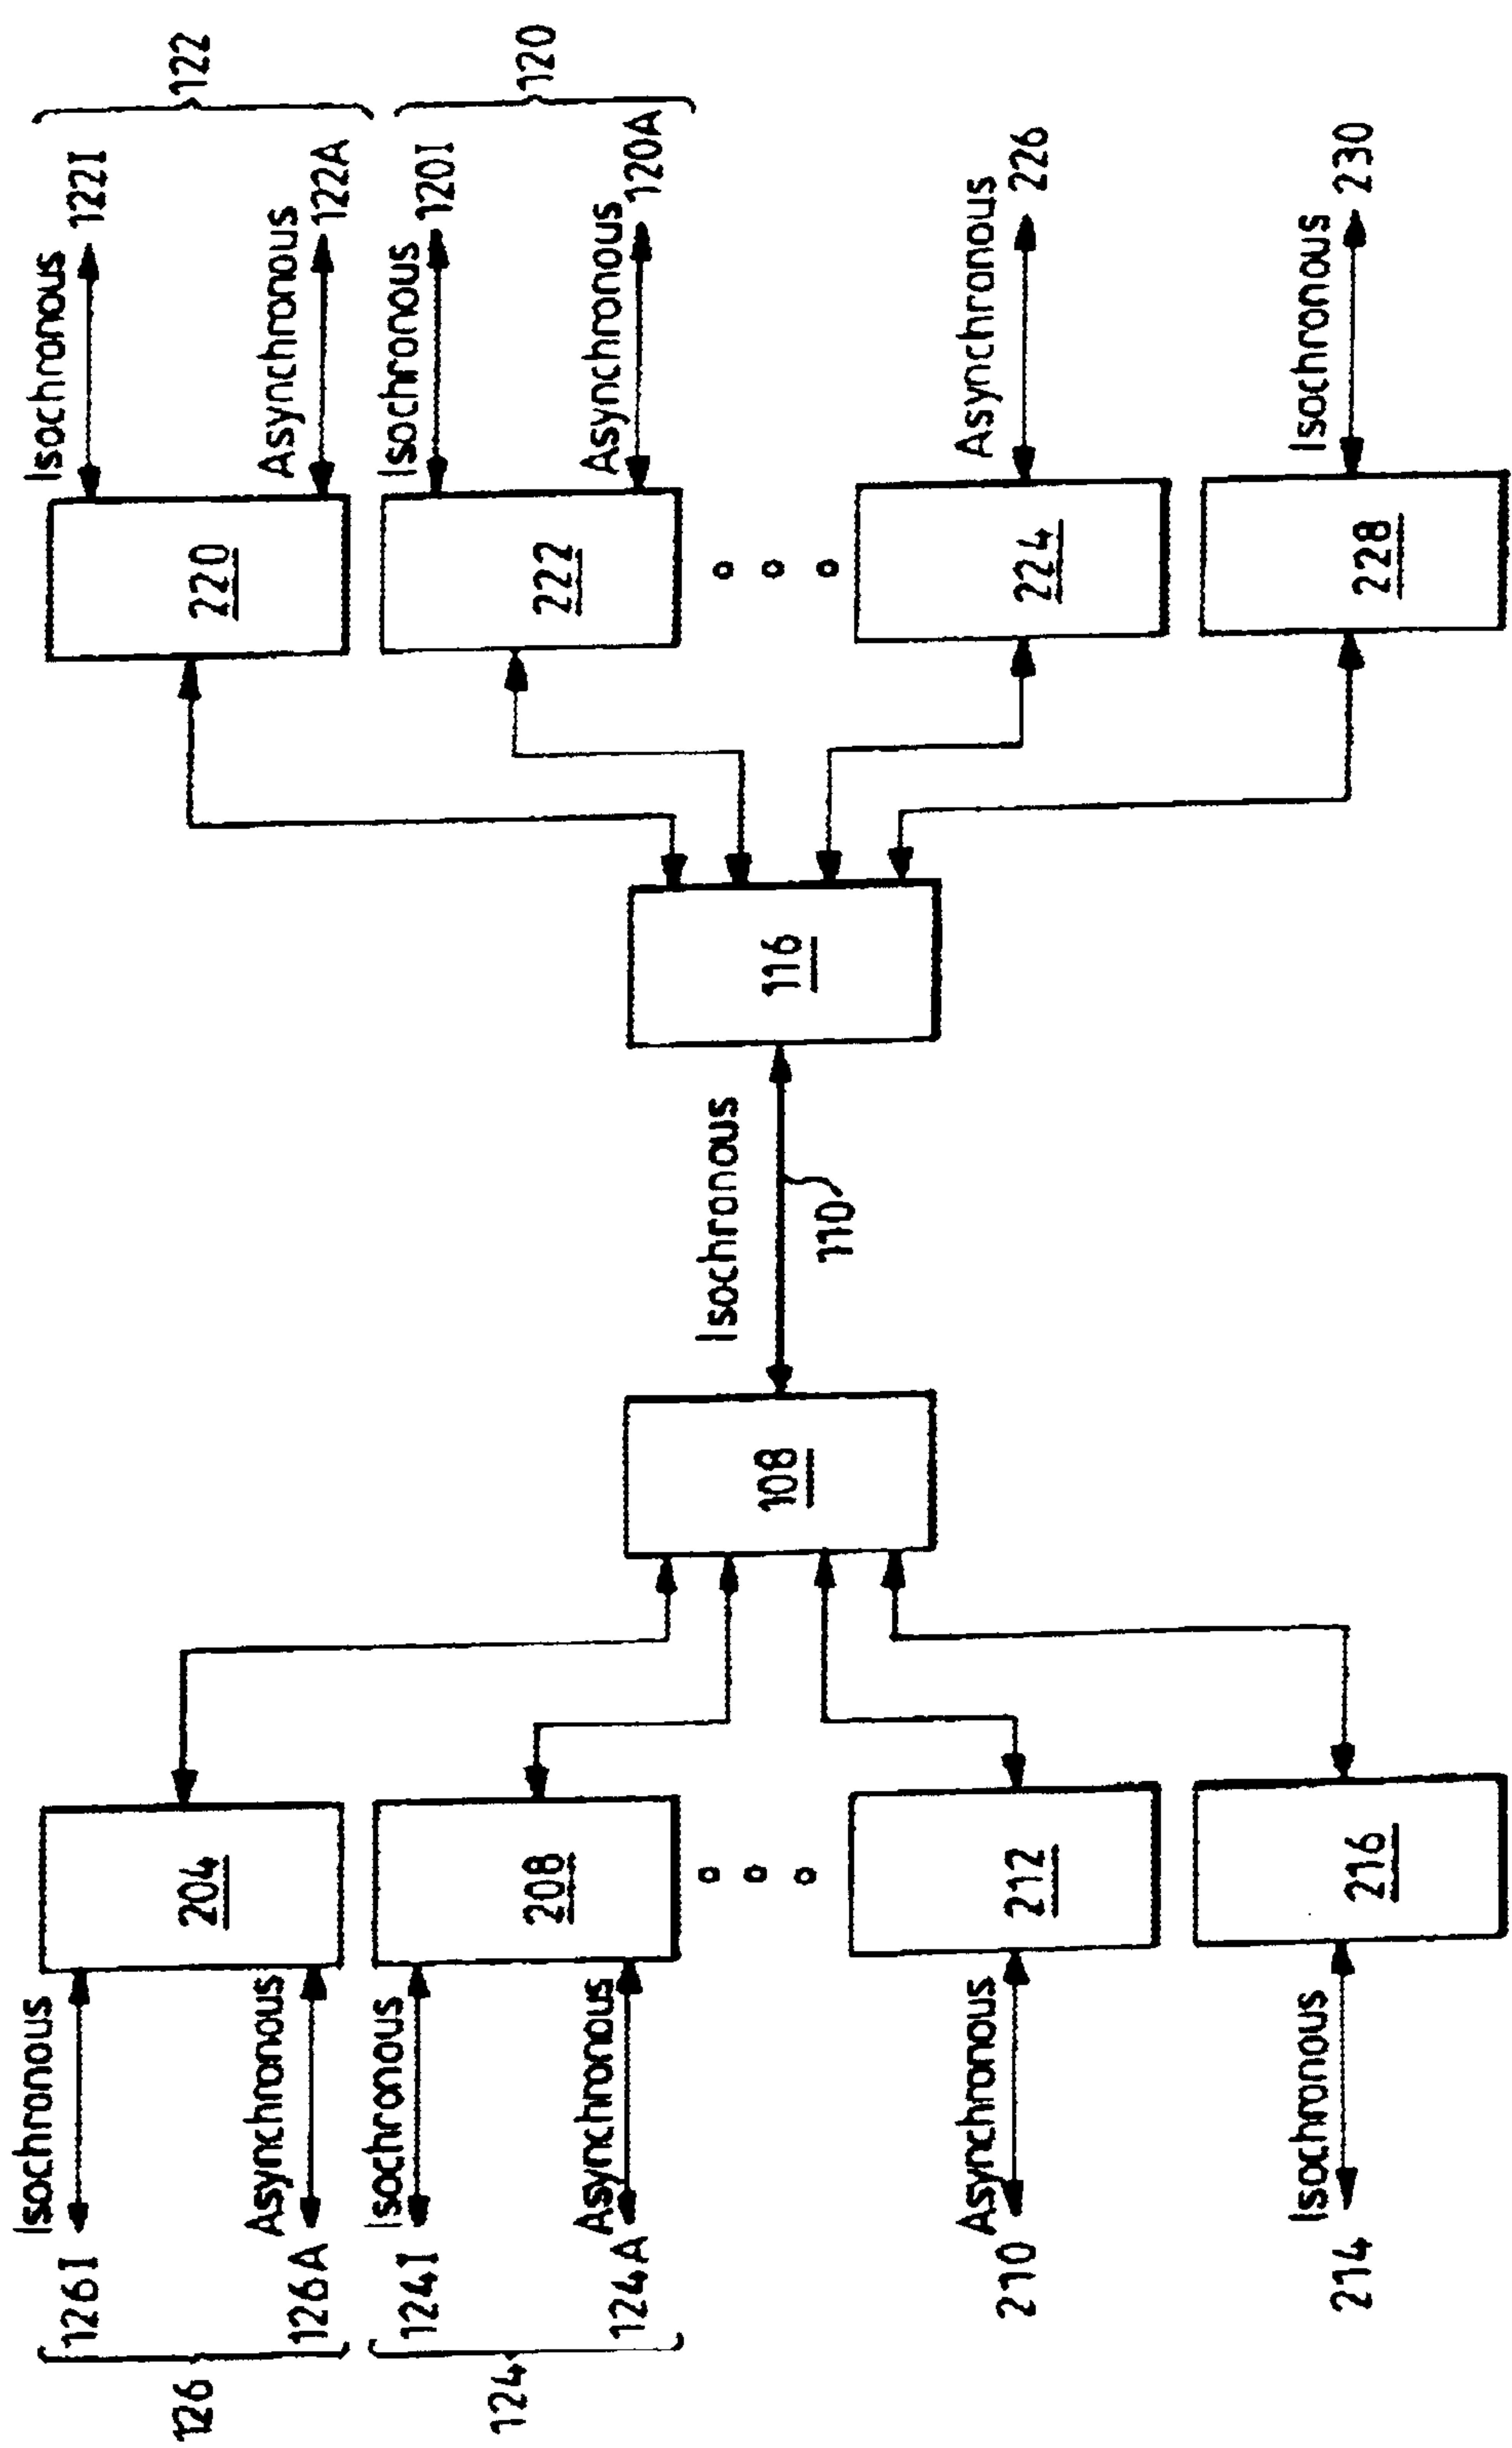 Isochronous
126I
204
Asynchronous
126A
126
Isochronous
124I
208
Asynchronous
124A
124
Asynchronous
210
212
Isochronous
214
216
108
Isochronous
110
116
220
Isochronous
122I
Asynchronous
122A
122
222
Isochronous
120I
Asynchronous
120A
120
224
Asynchronous
226
228
Isochronous
230